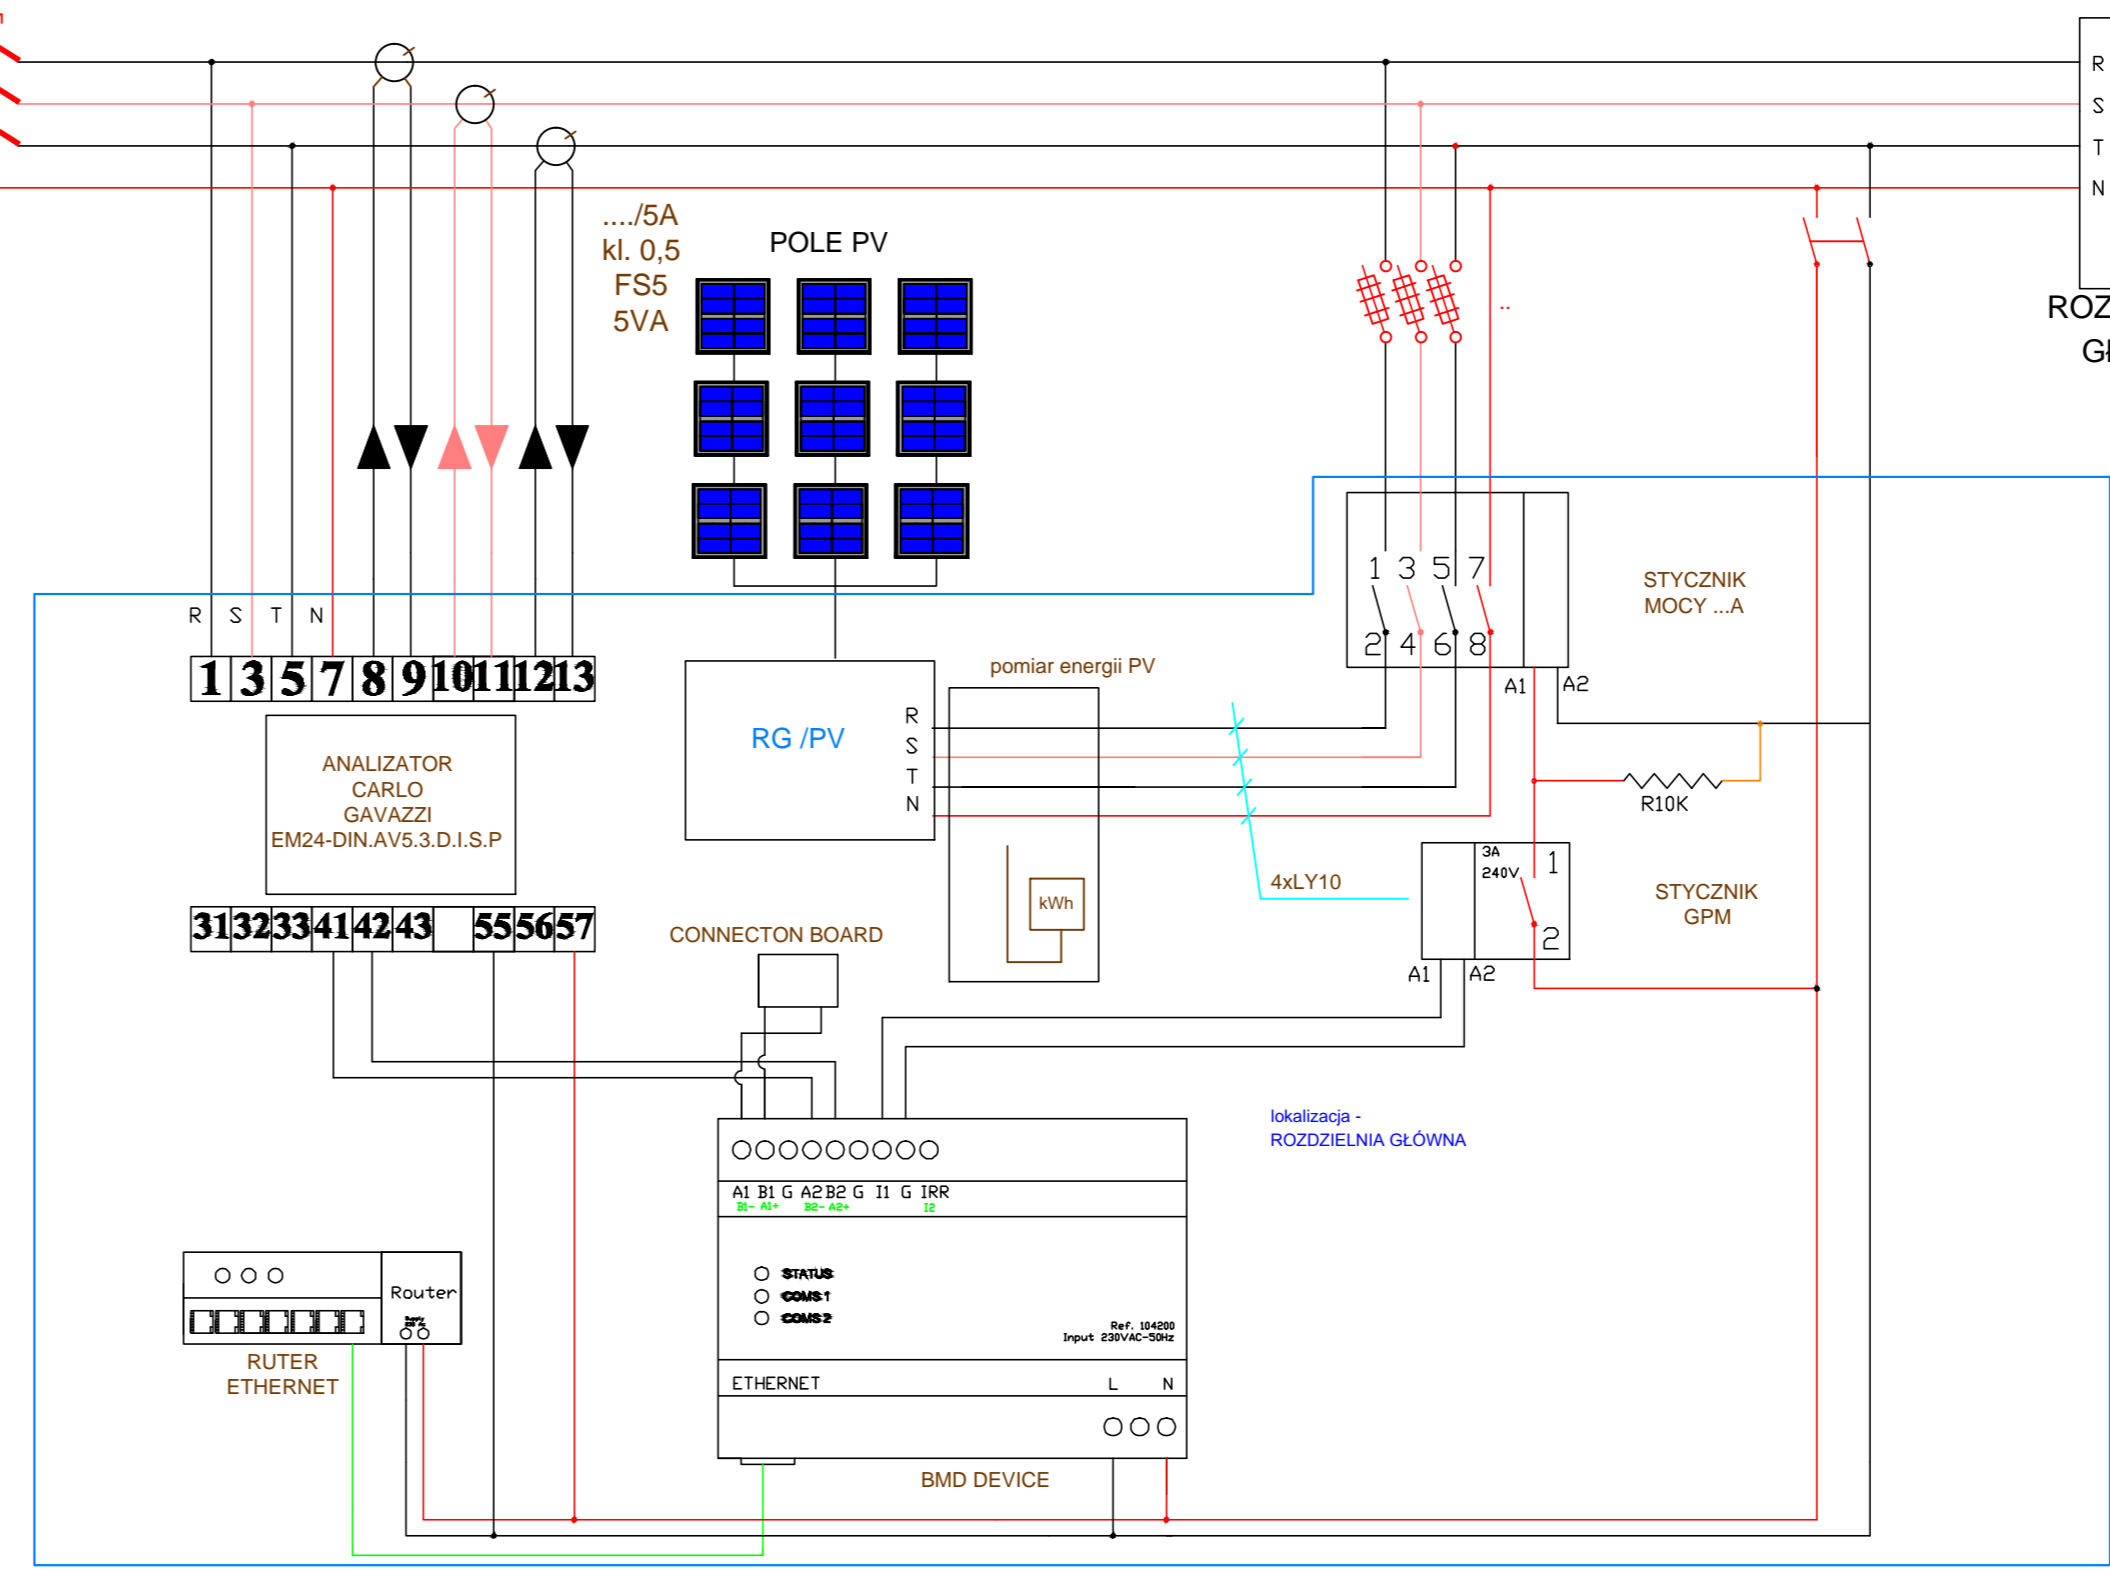 R
S
T
N
ROZ
..../5A
kl. 0,5
FS5
5VA
POLE PV
..
R S T N
1 3 5 7 8 9 10 11 12 13
ANALIZATOR
CARLO
GAVAZZI
EM24-DIN.AV5.3.D.I.S.P
31 32 33 41 42 43 55 56 57
RG /PV
R
S
T
N
pomiar energii PV
kWh
1 3 5 7
2 4 6 8
A1 A2
STYCZNIK
MOCY ...A
R10K
4xLY10
3A
240V
1
2
A1 A2
STYCZNIK
GPM
CONNECTON BOARD
lokalizacja -
ROZDZIELNIA GŁÓWNA
A1 B1 G A2 B2 G I1 G IRR
B1- A1+ B2- A2+ I2
STATUS
COMS 1
COMS 2
Ref. 104200
Input 230VAC-50Hz
ETHERNET L N
BMD DEVICE
Router
RUTER
ETHERNET